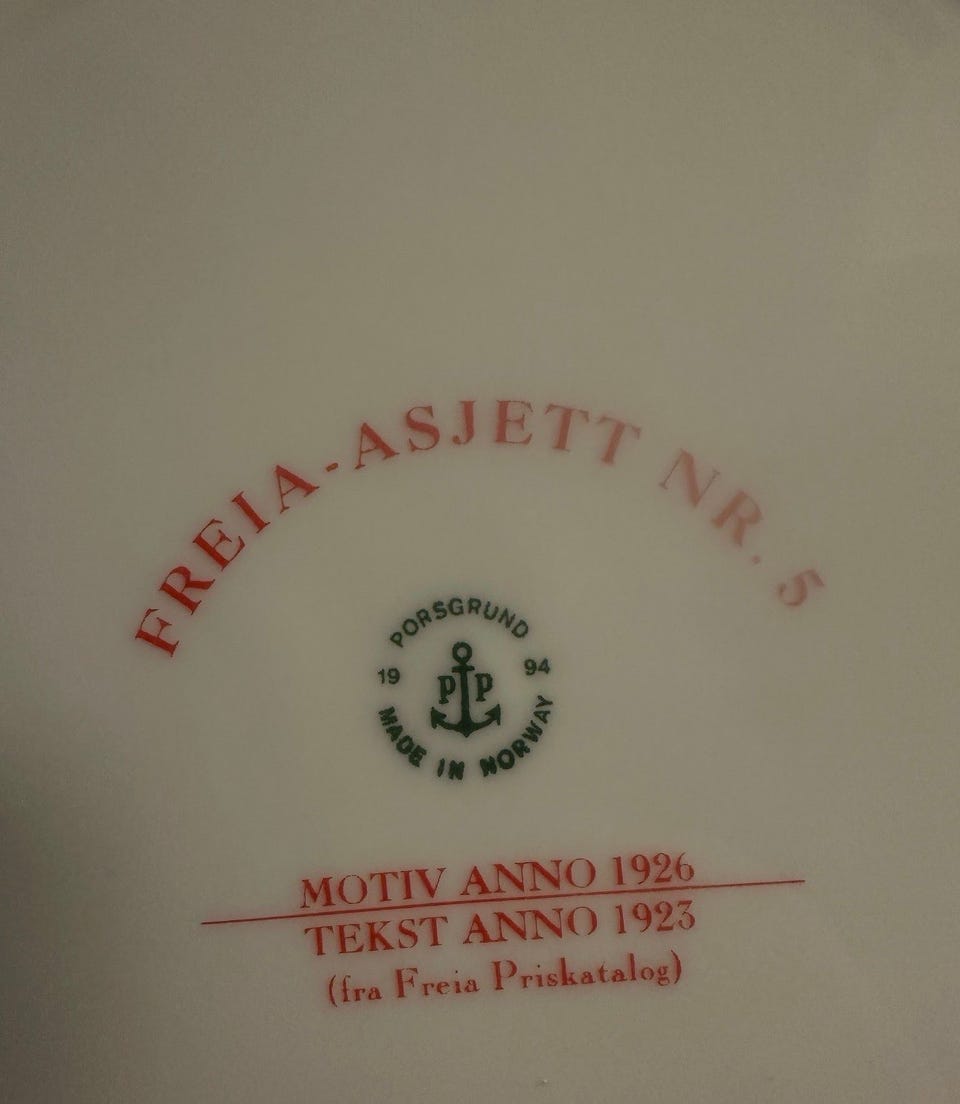 FREIA-ASJETT NR. 5
PORSGRUND
19 94
P P
MADE IN NORWAY
MOTIV ANNO 1926
TEKST ANNO 1923
(fra Freia Priskatalog)